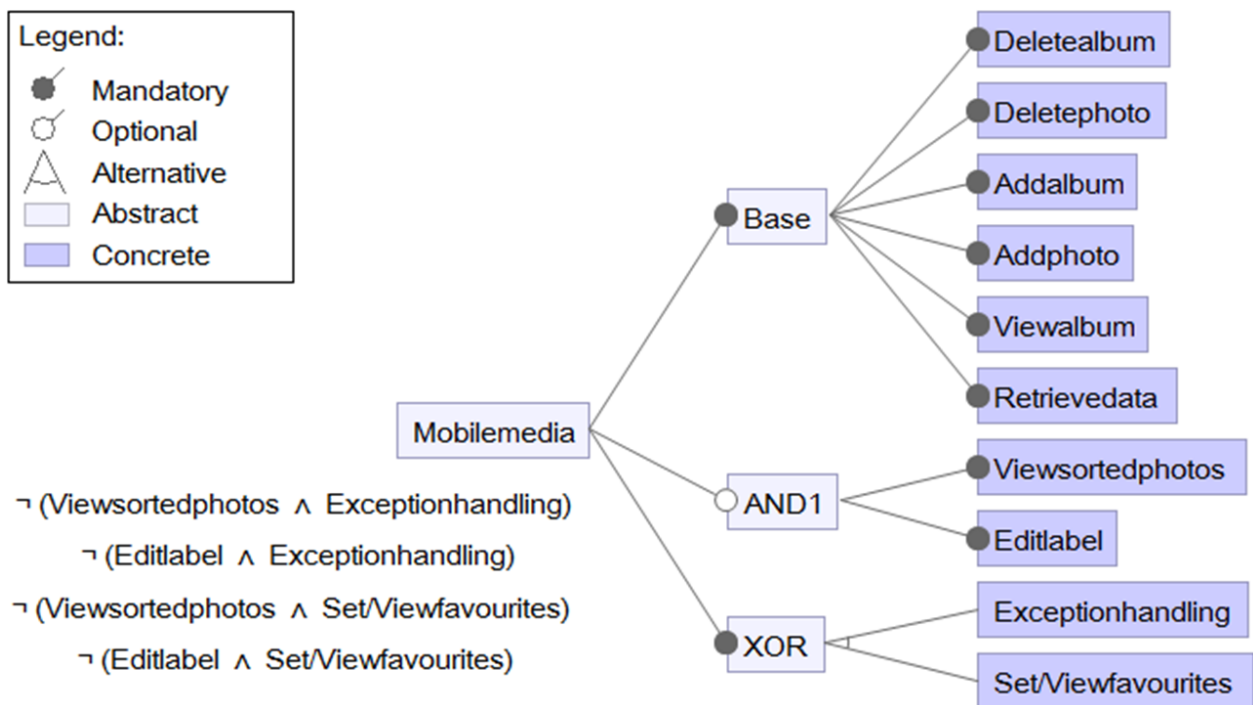 Legend:
Mandatory
Optional
Alternative
Abstract
Concrete
Mobilemedia
Base
AND1
XOR
Deletealbum
Deletephoto
Addalbum
Addphoto
Viewalbum
Retrievedata
Viewsortedphotos
Editlabel
Exceptionhandling
Set/Viewfavourites
¬ (Viewsortedphotos ∧ Exceptionhandling)
¬ (Editlabel ∧ Exceptionhandling)
¬ (Viewsortedphotos ∧ Set/Viewfavourites)
¬ (Editlabel ∧ Set/Viewfavourites)